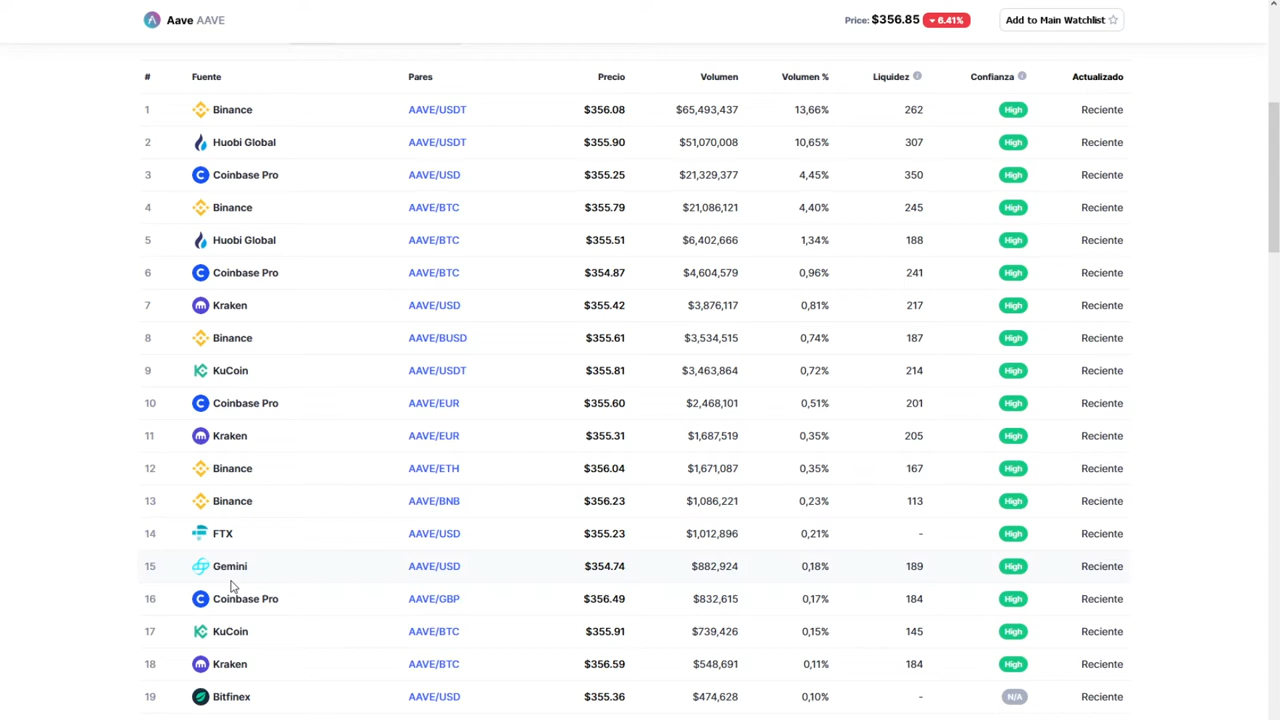 Aave AAVE Price: $356.85 6.41% Add to Main Watchlist
# Fuente Pares Precio Volumen Volumen % Liquidez Confianza Actualizado
1 Binance AAVE/USDT $356.08 $65,493,437 13,66% 262 High Reciente
2 Huobi Global AAVE/USDT $355.90 $51,070,008 10,65% 307 High Reciente
3 Coinbase Pro AAVE/USD $355.25 $21,329,377 4,45% 350 High Reciente
4 Binance AAVE/BTC $355.79 $21,086,121 4,40% 245 High Reciente
5 Huobi Global AAVE/BTC $355.51 $6,402,666 1,34% 188 High Reciente
6 Coinbase Pro AAVE/BTC $354.87 $4,604,579 0,96% 241 High Reciente
7 Kraken AAVE/USD $355.42 $3,876,117 0,81% 217 High Reciente
8 Binance AAVE/BUSD $355.61 $3,534,515 0,74% 187 High Reciente
9 KuCoin AAVE/USDT $355.81 $3,463,864 0,72% 214 High Reciente
10 Coinbase Pro AAVE/EUR $355.60 $2,468,101 0,51% 201 High Reciente
11 Kraken AAVE/EUR $355.31 $1,687,519 0,35% 205 High Reciente
12 Binance AAVE/ETH $356.04 $1,671,087 0,35% 167 High Reciente
13 Binance AAVE/BNB $356.23 $1,086,221 0,23% 113 High Reciente
14 FTX AAVE/USD $355.23 $1,012,896 0,21% - High Reciente
15 Gemini AAVE/USD $354.74 $882,924 0,18% 189 High Reciente
16 Coinbase Pro AAVE/GBP $356.49 $832,615 0,17% 184 High Reciente
17 KuCoin AAVE/BTC $355.91 $739,426 0,15% 145 High Reciente
18 Kraken AAVE/BTC $356.59 $548,691 0,11% 184 High Reciente
19 Bitfinex AAVE/USD $355.36 $474,628 0,10% - N/A Reciente